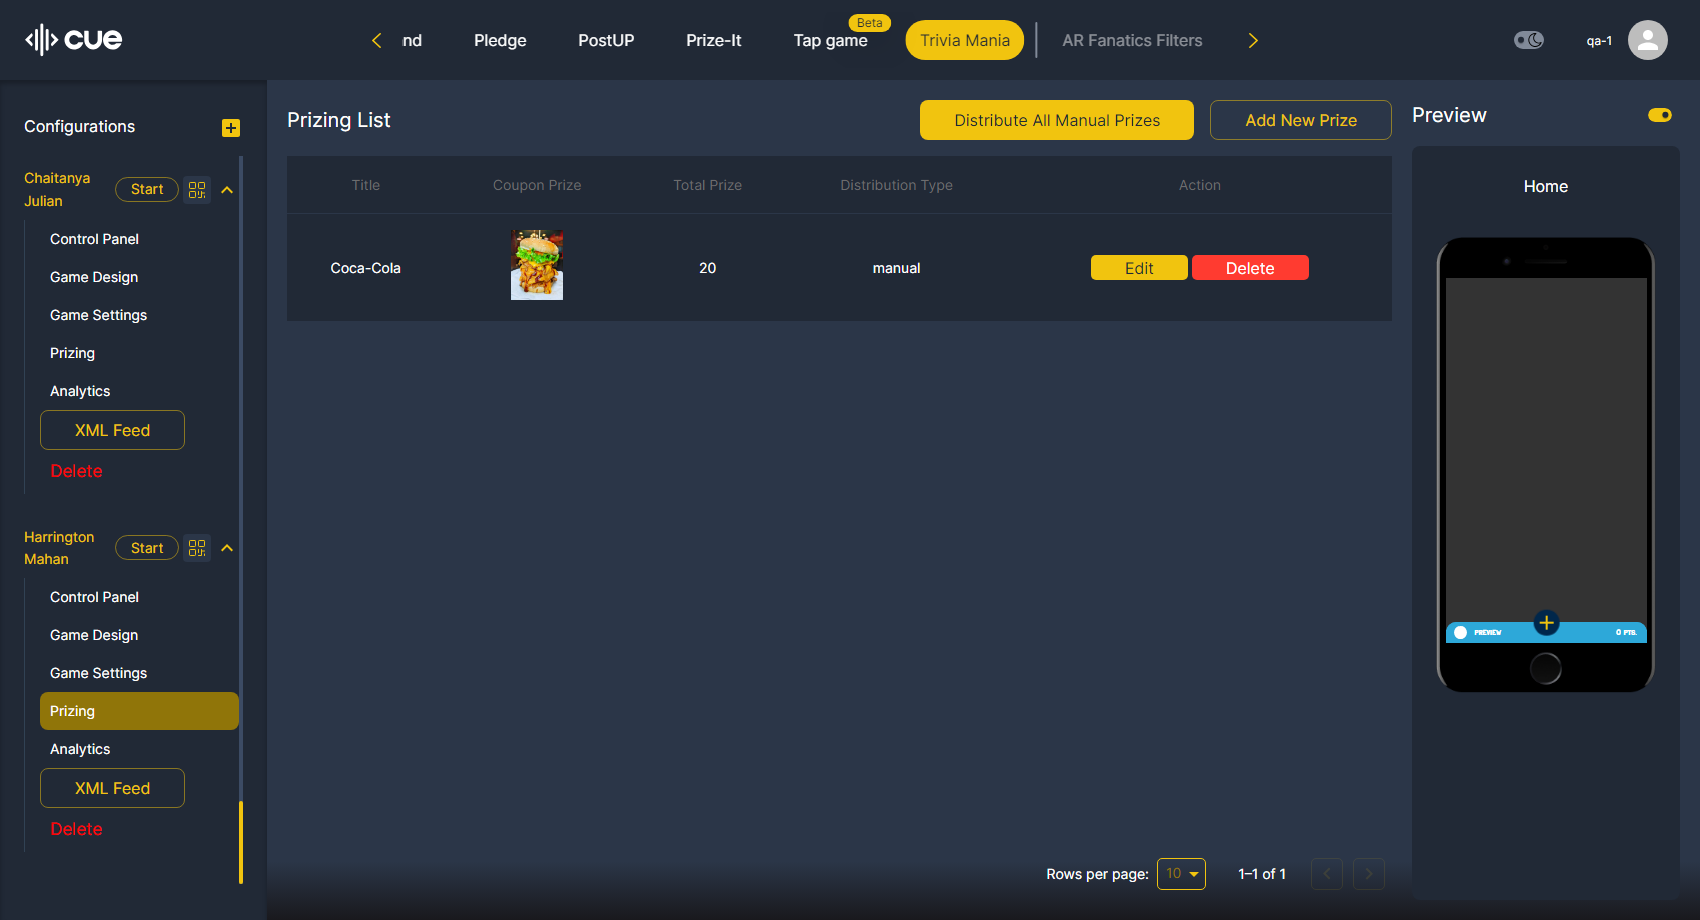 cue
nd
Pledge
PostUP
Prize-It
Tap game
Beta
Trivia Mania
AR Fanatics Filters
qa-1
Configurations
Chaitanya
Julian
Start
Control Panel
Game Design
Game Settings
Prizing
Analytics
XML Feed
Delete
Harrington
Mahan
Start
Control Panel
Game Design
Game Settings
Prizing
Analytics
XML Feed
Delete
Prizing List
Distribute All Manual Prizes
Add New Prize
Title Coupon Prize Total Prize Distribution Type Action
Coca-Cola 20 manual Edit Delete
Rows per page: 10 1–1 of 1
Preview
Home
PREVIEW 0 PTS.